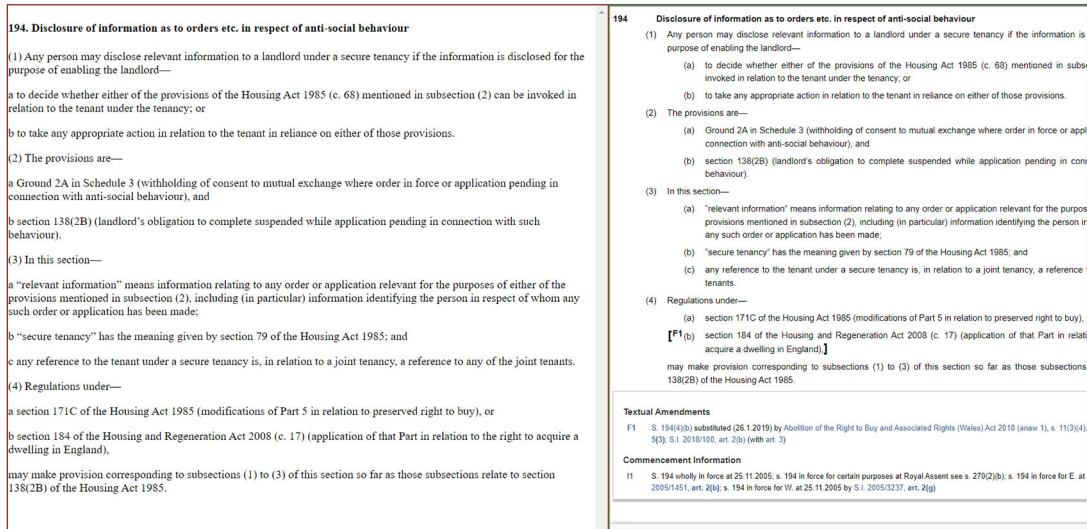 194. Disclosure of information as to orders etc. in respect of anti-social behaviour
(1) Any person may disclose relevant information to a landlord under a secure tenancy if the information is disclosed for the
purpose of enabling the landlord—
a to decide whether either of the provisions of the Housing Act 1985 (c. 68) mentioned in subsection (2) can be invoked in
relation to the tenant under the tenancy; or
b to take any appropriate action in relation to the tenant in reliance on either of those provisions.
(2) The provisions are—
a Ground 2A in Schedule 3 (withholding of consent to mutual exchange where order in force or application pending in
connection with anti-social behaviour), and
b section 138(2B) (landlord’s obligation to complete suspended while application pending in connection with such
behaviour).
(3) In this section—
a “relevant information” means information relating to any order or application relevant for the purposes of either of the
provisions mentioned in subsection (2), including (in particular) information identifying the person in respect of whom any
such order or application has been made;
b “secure tenancy” has the meaning given by section 79 of the Housing Act 1985; and
c any reference to the tenant under a secure tenancy is, in relation to a joint tenancy, a reference to any of the joint tenants.
(4) Regulations under—
a section 171C of the Housing Act 1985 (modifications of Part 5 in relation to preserved right to buy), or
b section 184 of the Housing and Regeneration Act 2008 (c. 17) (application of that Part in relation to the right to acquire a
dwelling in England),
may make provision corresponding to subsections (1) to (3) of this section so far as those subsections relate to section
138(2B) of the Housing Act 1985.
194 Disclosure of information as to orders etc. in respect of anti-social behaviour
(1) Any person may disclose relevant information to a landlord under a secure tenancy if the information is
purpose of enabling the landlord—
(a) to decide whether either of the provisions of the Housing Act 1985 (c. 68) mentioned in subse
invoked in relation to the tenant under the tenancy; or
(b) to take any appropriate action in relation to the tenant in reliance on either of those provisions.
(2) The provisions are—
(a) Ground 2A in Schedule 3 (withholding of consent to mutual exchange where order in force or appl
connection with anti-social behaviour), and
(b) section 138(2B) (landlord’s obligation to complete suspended while application pending in conn
behaviour).
(3) In this section—
(a) “relevant information” means information relating to any order or application relevant for the purpos
provisions mentioned in subsection (2), including (in particular) information identifying the person in
any such order or application has been made;
(b) “secure tenancy” has the meaning given by section 79 of the Housing Act 1985; and
(c) any reference to the tenant under a secure tenancy is, in relation to a joint tenancy, a reference
tenants.
(4) Regulations under—
(a) section 171C of the Housing Act 1985 (modifications of Part 5 in relation to preserved right to buy),
[F1(b) section 184 of the Housing and Regeneration Act 2008 (c. 17) (application of that Part in relati
acquire a dwelling in England),]
may make provision corresponding to subsections (1) to (3) of this section so far as those subsections
138(2B) of the Housing Act 1985.
Textual Amendments
F1 S. 194(4)(b) substituted (26.1.2019) by Abolition of the Right to Buy and Associated Rights (Wales) Act 2018 (anaw 1), s. 11(3)(4),
5(3); S.I. 2018/100, art. 2(b) (with art. 3)
Commencement Information
I1 S. 194 wholly in force at 25.11.2005; s. 194 in force for certain purposes at Royal Assent see s. 270(2)(b); s. 194 in force for E. at
2005/1451, art. 2(b); s. 194 in force for W. at 25.11.2005 by S.I. 2005/3237, art. 2(g)